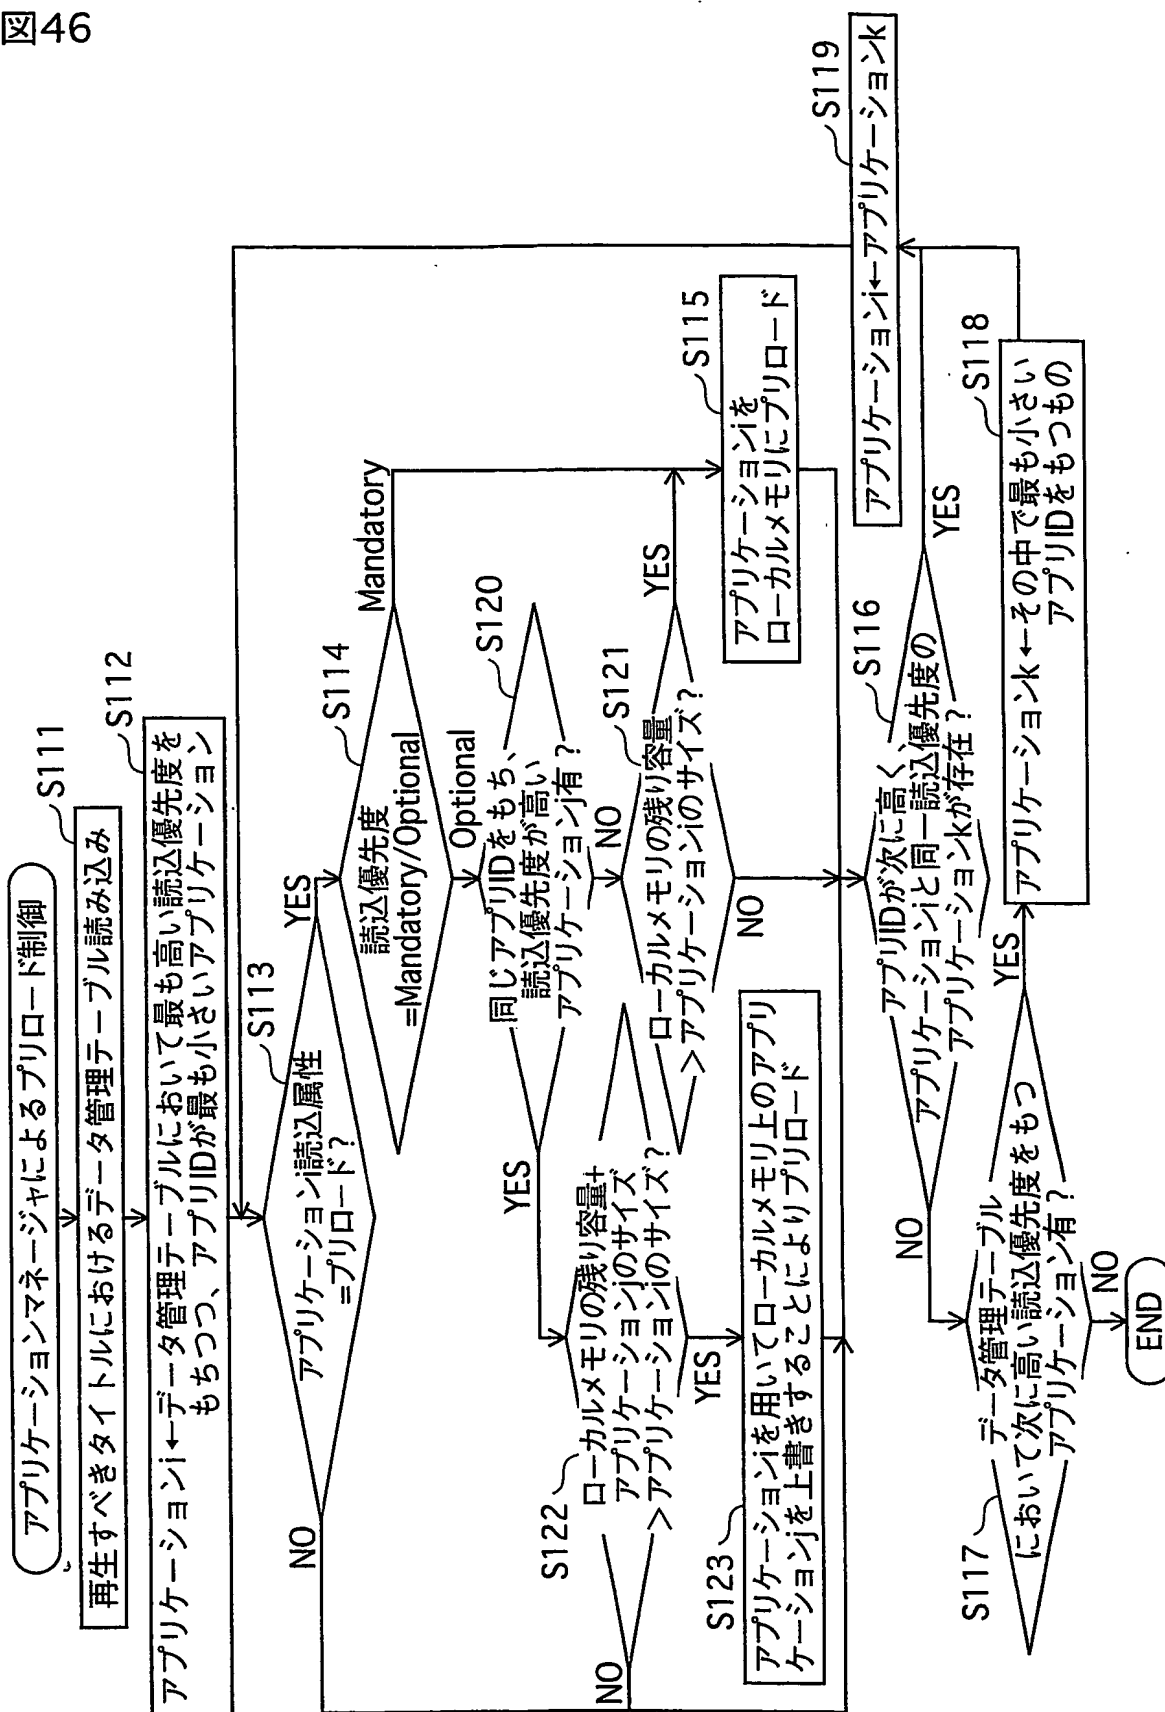 図46
アプリケーションマネージャによるプリロード制御
S111
再生すべきタイトルにおけるデータ管理テーブル読み込み
S112
アプリケーションi←データ管理テーブルにおいて最も高い読込優先度を
もちつつ、アプリIDが最も小さいアプリケーション
S113
アプリケーションi読込属性
=プリロード?
NO
YES
S114
読込優先度
=Mandatory/Optional
Mandatory
Optional
S120
同じアプリIDをもち、
読込優先度が高い
アプリケーションj有?
YES
NO
S121
ローカルメモリの残り容量
>アプリケーションiのサイズ?
YES
NO
S115
アプリケーションiを
ローカルメモリにプリロード
S122
ローカルメモリの残り容量+
アプリケーションjのサイズ
>アプリケーションiのサイズ?
NO
YES
S123
アプリケーションiを用いてローカルメモリ上のアプリ
ケーションjを上書きすることによりプリロード
S116
アプリIDが次に高く、
アプリケーションiと同一読込優先度の
アプリケーションkが存在?
NO
YES
S117
データ管理テーブル
において次に高い読込優先度をもつ
アプリケーション有?
YES
NO
END
S118
アプリケーションk←その中で最も小さい
アプリIDをもつもの
S119
アプリケーションi←アプリケーションk